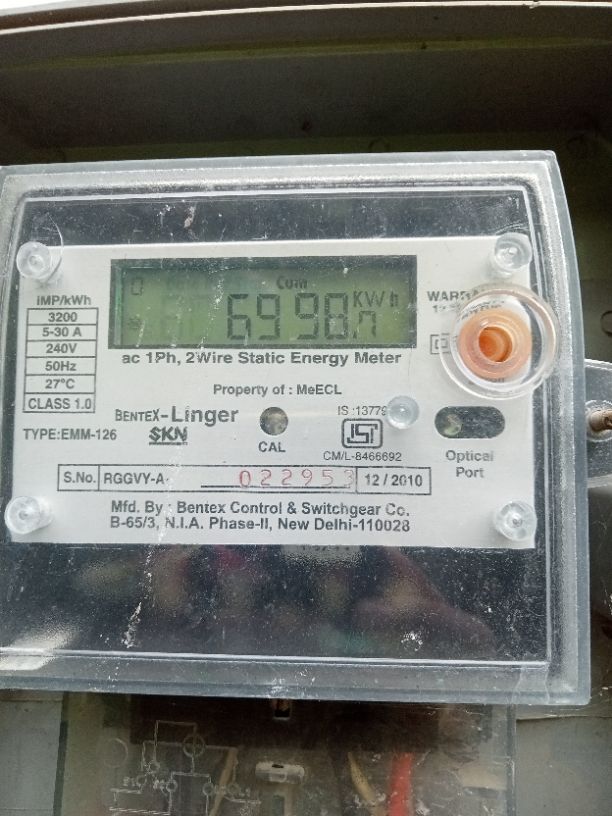 Cum
6998 KWh
iMP/kWh
3200
5-30 A
240V
50Hz
27°C
CLASS 1.0
ac 1Ph, 2Wire Static Energy Meter
Property of : MeECL
BENTEX-Linger
SKN
TYPE:EMM-126
CAL
IS :13779
ISI
CM/L-8466692
Optical
Port
S.No. RGGVY-A- 022953 12 / 2010
Mfd. By : Bentex Control & Switchgear Co.
B-65/3, N.I.A. Phase-II, New Delhi-110028